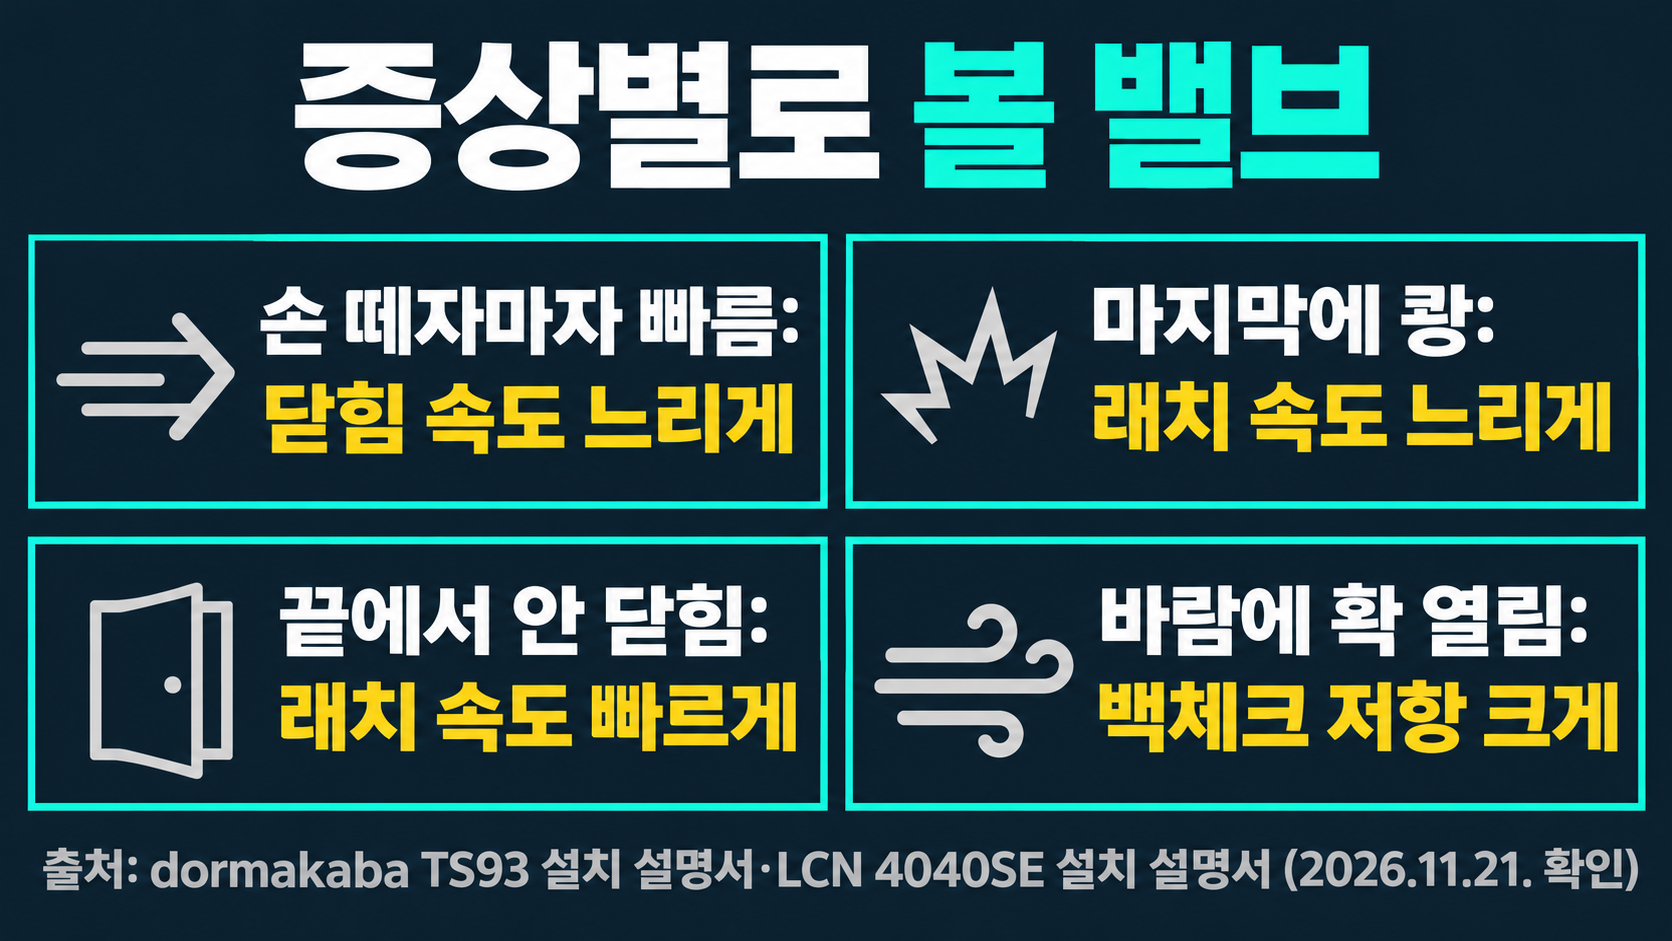 증상별로 볼 밸브
손 떼자마자 빠름:
닫힘 속도 느리게
마지막에 쾅:
래치 속도 느리게
끝에서 안 닫힘:
래치 속도 빠르게
바람에 확 열림:
백체크 저항 크게
출처: dormakaba TS93 설치 설명서·LCN 4040SE 설치 설명서 (2026.11.21. 확인)